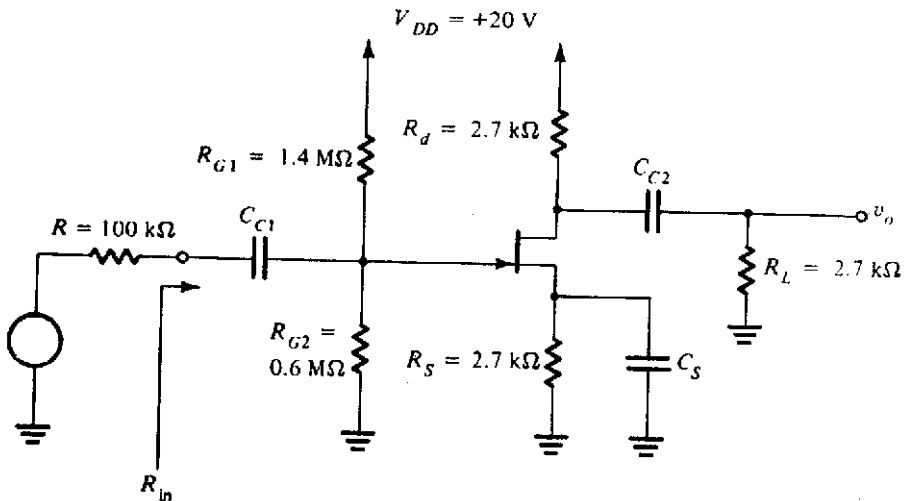 V_DD = +20 V
R_d = 2.7 kΩ
R_G1 = 1.4 MΩ
C_C2
R = 100 kΩ
C_C1
v_o
R_L = 2.7 kΩ
R_G2 =
0.6 MΩ
R_S = 2.7 kΩ
C_S
R_in